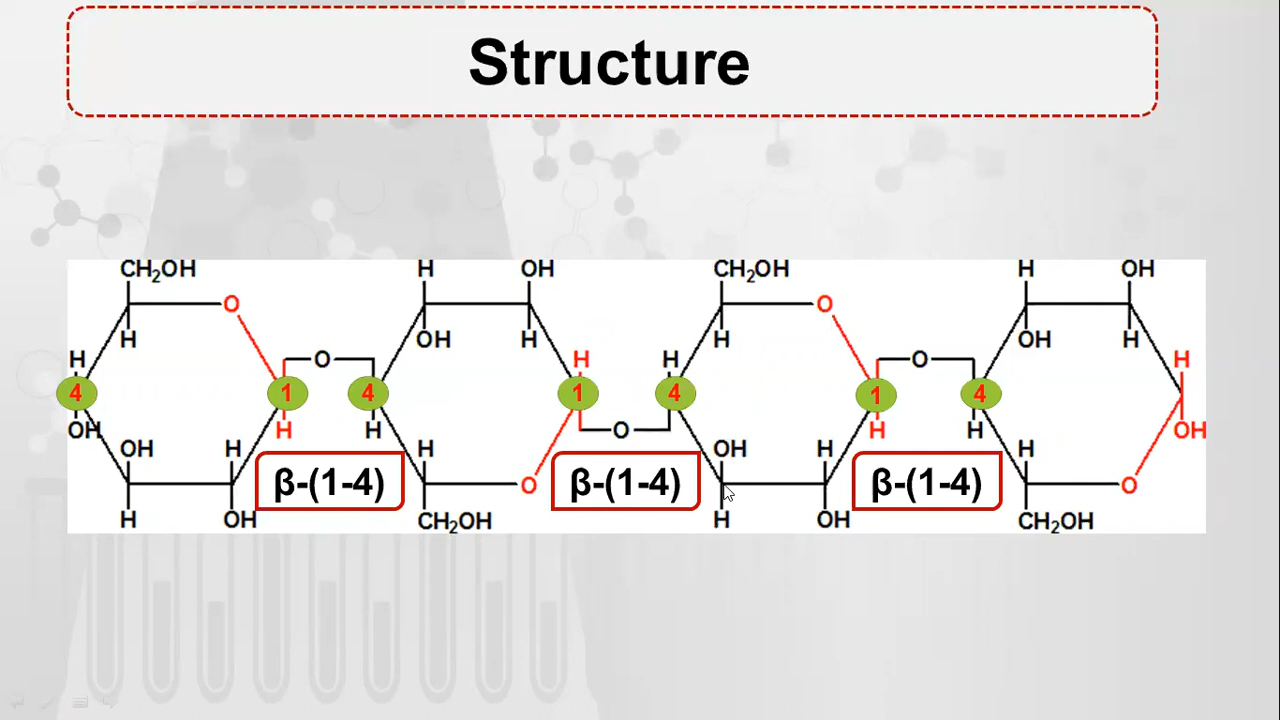 Structure
CH₂OH H OH CH₂OH H OH
O O
H OH H H OH H
H O H H O H
4 1 4 1 4 1 4
OH H H O H H OH
OH H H OH H H
β-(1-4) β-(1-4) β-(1-4)
O O
H OH CH₂OH H OH CH₂OH